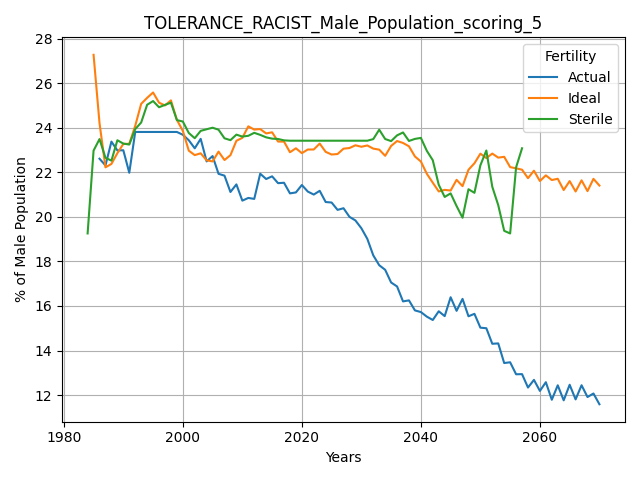 TOLERANCE_RACIST_Male_Population_scoring_5
% of Male Population
28
26
24
22
20
18
16
14
12
Fertility
Actual
Ideal
Sterile
1980
2000
2020
2040
2060
Years